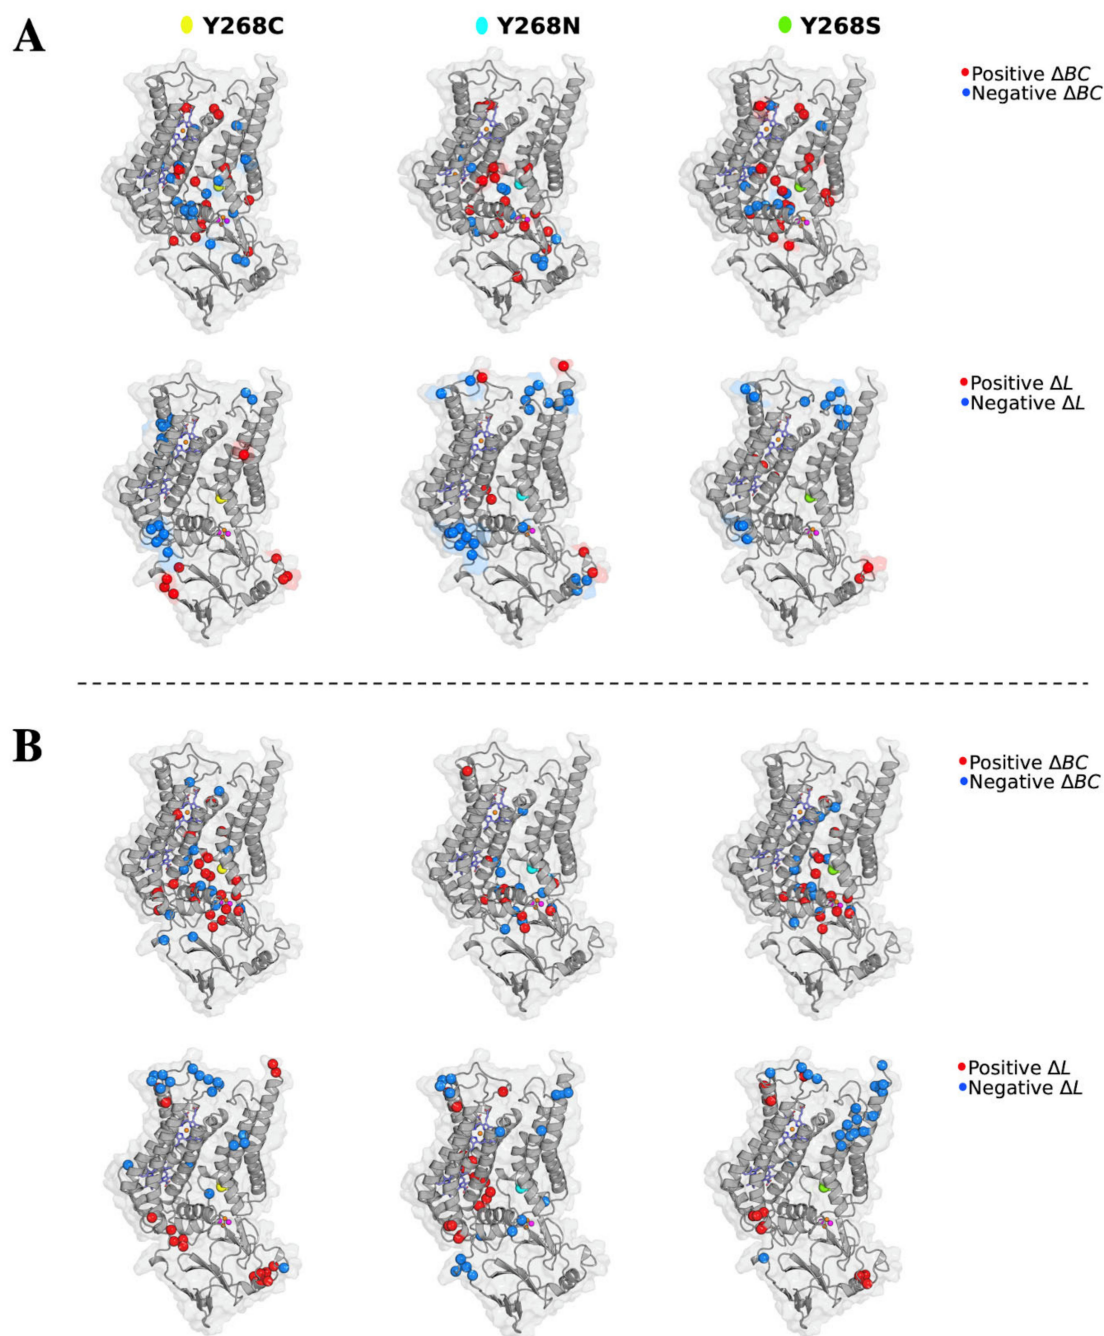 A
Y268C
Y268N
Y268S
Positive ΔBC
Negative ΔBC
Positive ΔL
Negative ΔL
B
Positive ΔBC
Negative ΔBC
Positive ΔL
Negative ΔL